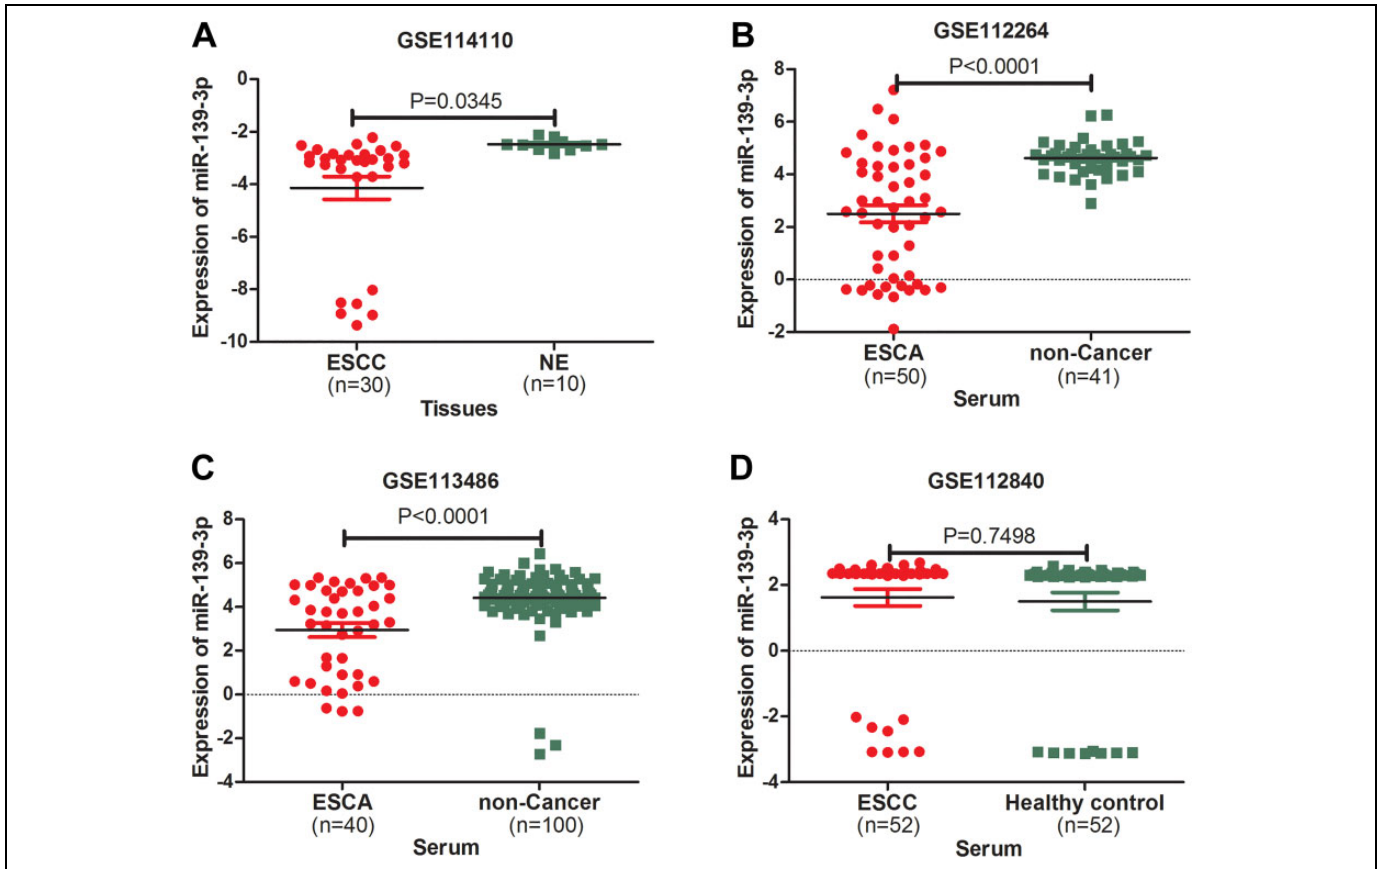 A
GSE114110
Expression of miR-139-3p
0
-2
-4
-6
-8
-10
P=0.0345
ESCC
(n=30)
NE
(n=10)
Tissues
B
GSE112264
Expression of miR-139-3p
8
6
4
2
0
-2
P<0.0001
ESCA
(n=50)
non-Cancer
(n=41)
Serum
C
GSE113486
Expression of miR-139-3p
8
6
4
2
0
-2
-4
P<0.0001
ESCA
(n=40)
non-Cancer
(n=100)
Serum
D
GSE112840
Expression of miR-139-3p
4
2
0
-2
-4
P=0.7498
ESCC
(n=52)
Healthy control
(n=52)
Serum